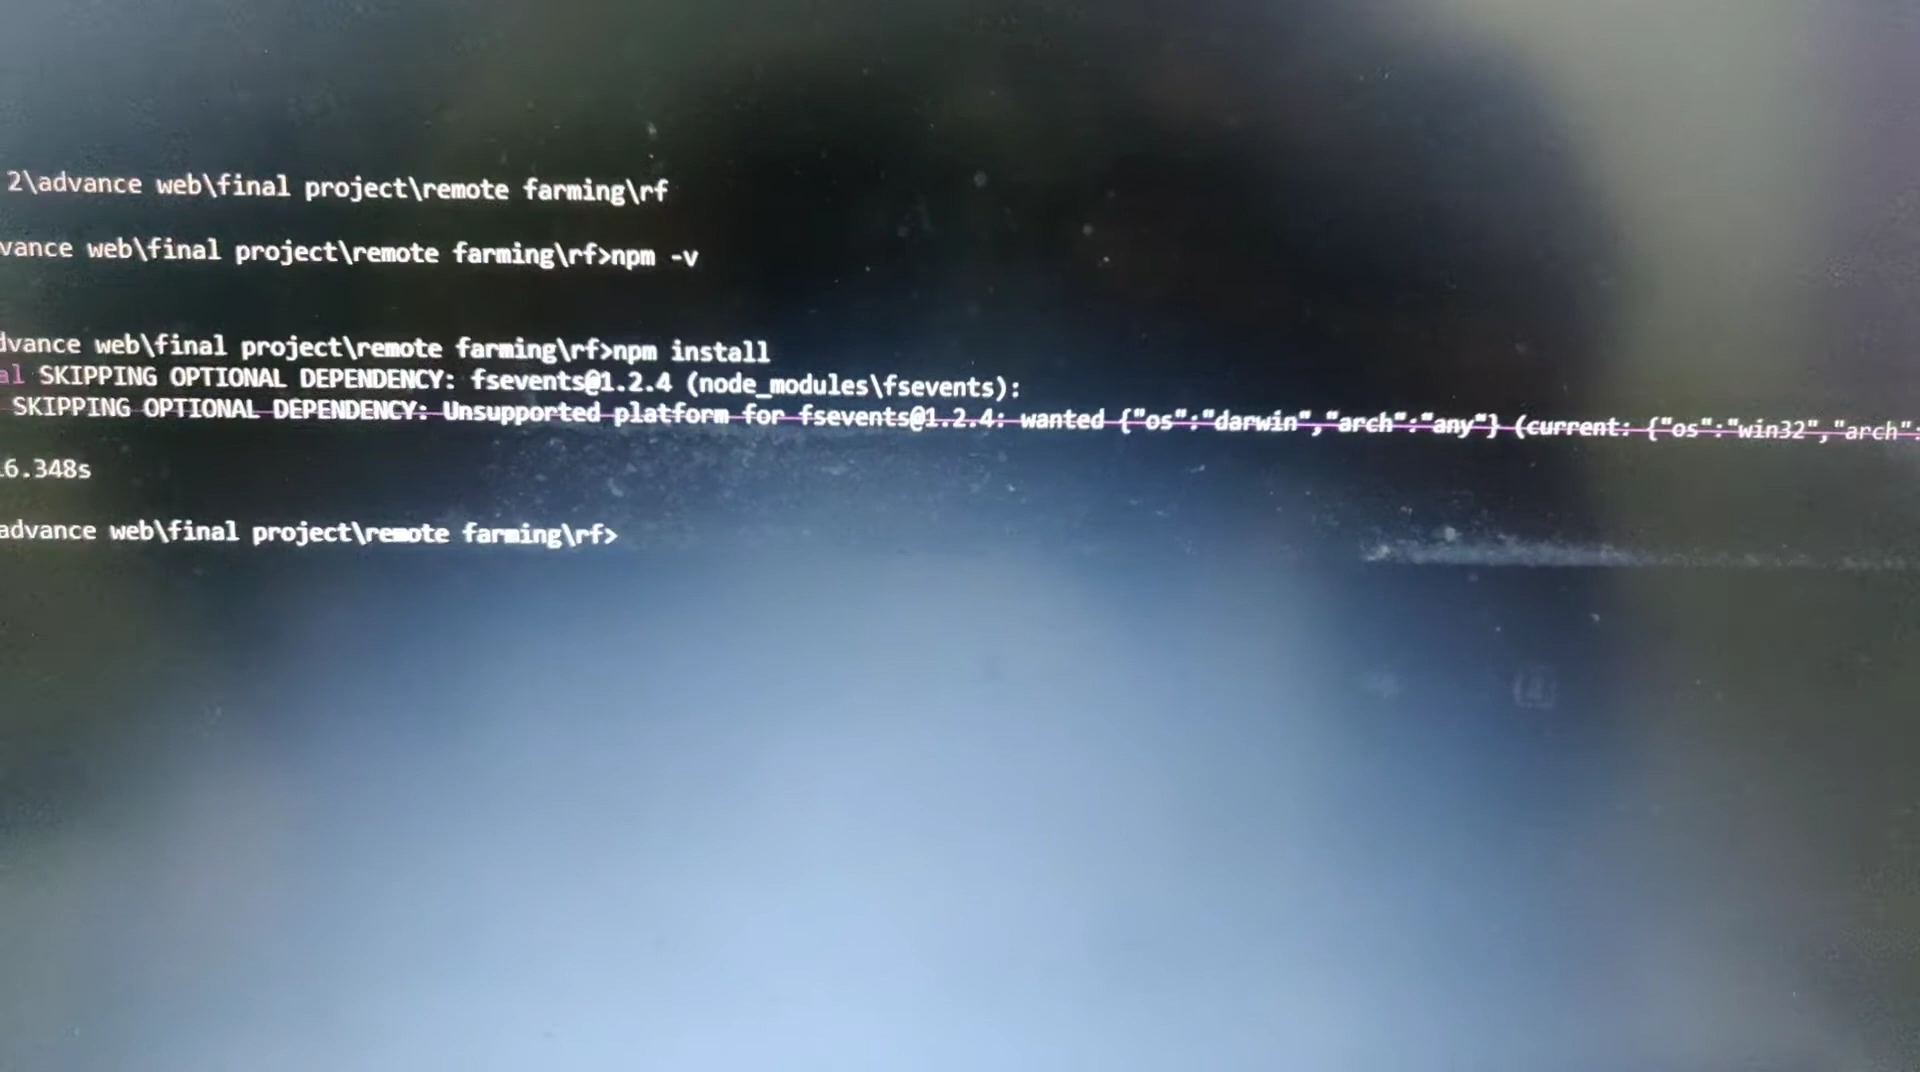 2\advance web\final project\remote farming\rf
vance web\final project\remote farming\rf>npm -v
dvance web\final project\remote farming\rf>npm install
al SKIPPING OPTIONAL DEPENDENCY: fsevents@1.2.4 (node_modules\fsevents):
SKIPPING OPTIONAL DEPENDENCY: Unsupported platform for fsevents@1.2.4: wanted {"os":"darwin","arch":"any"} (current: {"os":"win32","arch":
6.348s
advance web\final project\remote farming\rf>